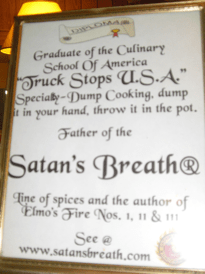 DIPLOMA
Graduate of the Culinary
School Of America
"Truck Stops U.S.A."
Specialty-Dump Cooking, dump
it in your hand, throw it in the pot.
Father of the
Satan's Breath®
Line of spices and the author of
Elmo's Fire Nos. I, II & III
See @
www.satansbreath.com